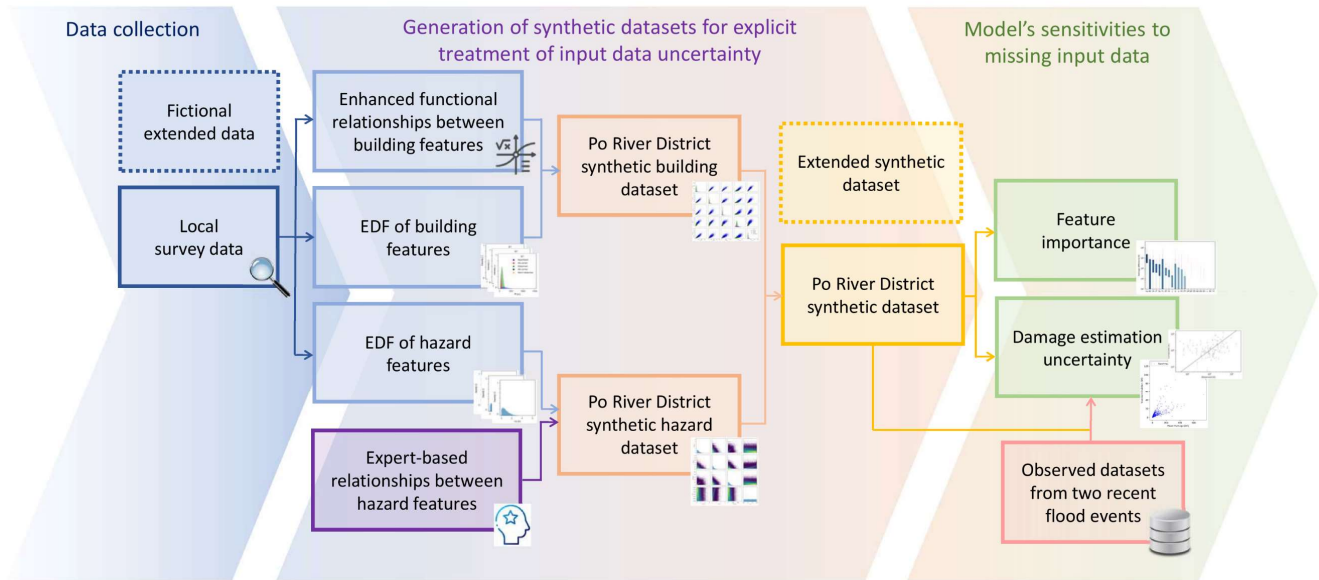 Data collection
Generation of synthetic datasets for explicit
treatment of input data uncertainty
Model's sensitivities to
missing input data
Fictional
extended data
Local
survey data
Enhanced functional
relationships between
building features
EDF of building
features
EDF of hazard
features
Expert-based
relationships between
hazard features
Po River District
synthetic building
dataset
Po River District
synthetic hazard
dataset
Extended synthetic
dataset
Po River District
synthetic dataset
Feature
importance
Damage estimation
uncertainty
Observed datasets
from two recent
flood events